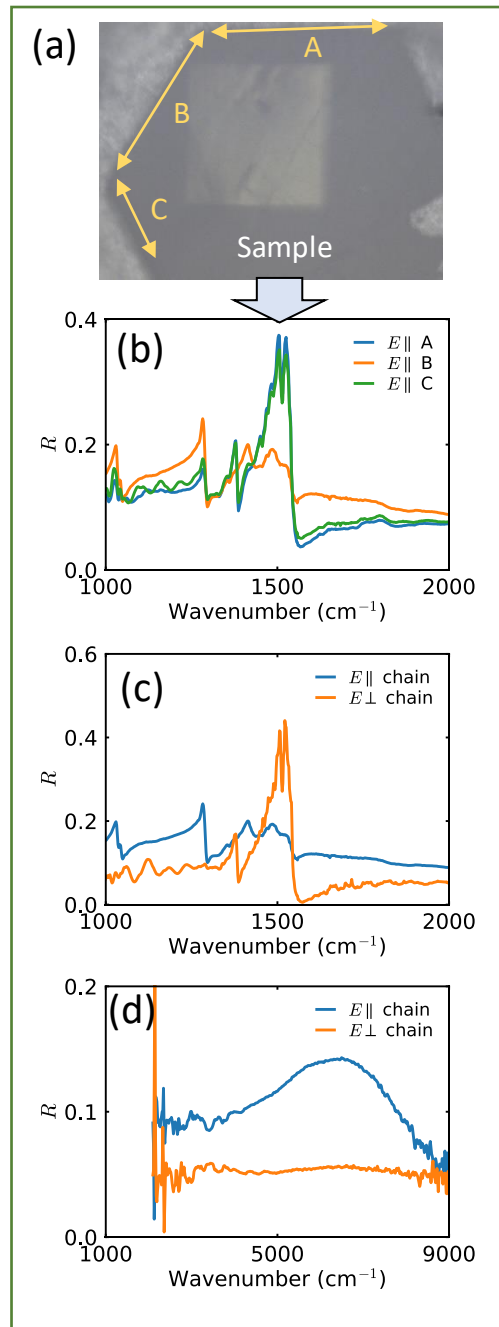 (a)
A
B
C
Sample
(b)
0.4
0.2
0.0
R
E∥ A
E∥ B
E∥ C
1000 1500 2000
Wavenumber (cm⁻¹)
(c)
0.6
0.4
0.2
0.0
R
E∥ chain
E⊥ chain
1000 1500 2000
Wavenumber (cm⁻¹)
(d)
0.2
0.1
0.0
R
E∥ chain
E⊥ chain
1000 5000 9000
Wavenumber (cm⁻¹)